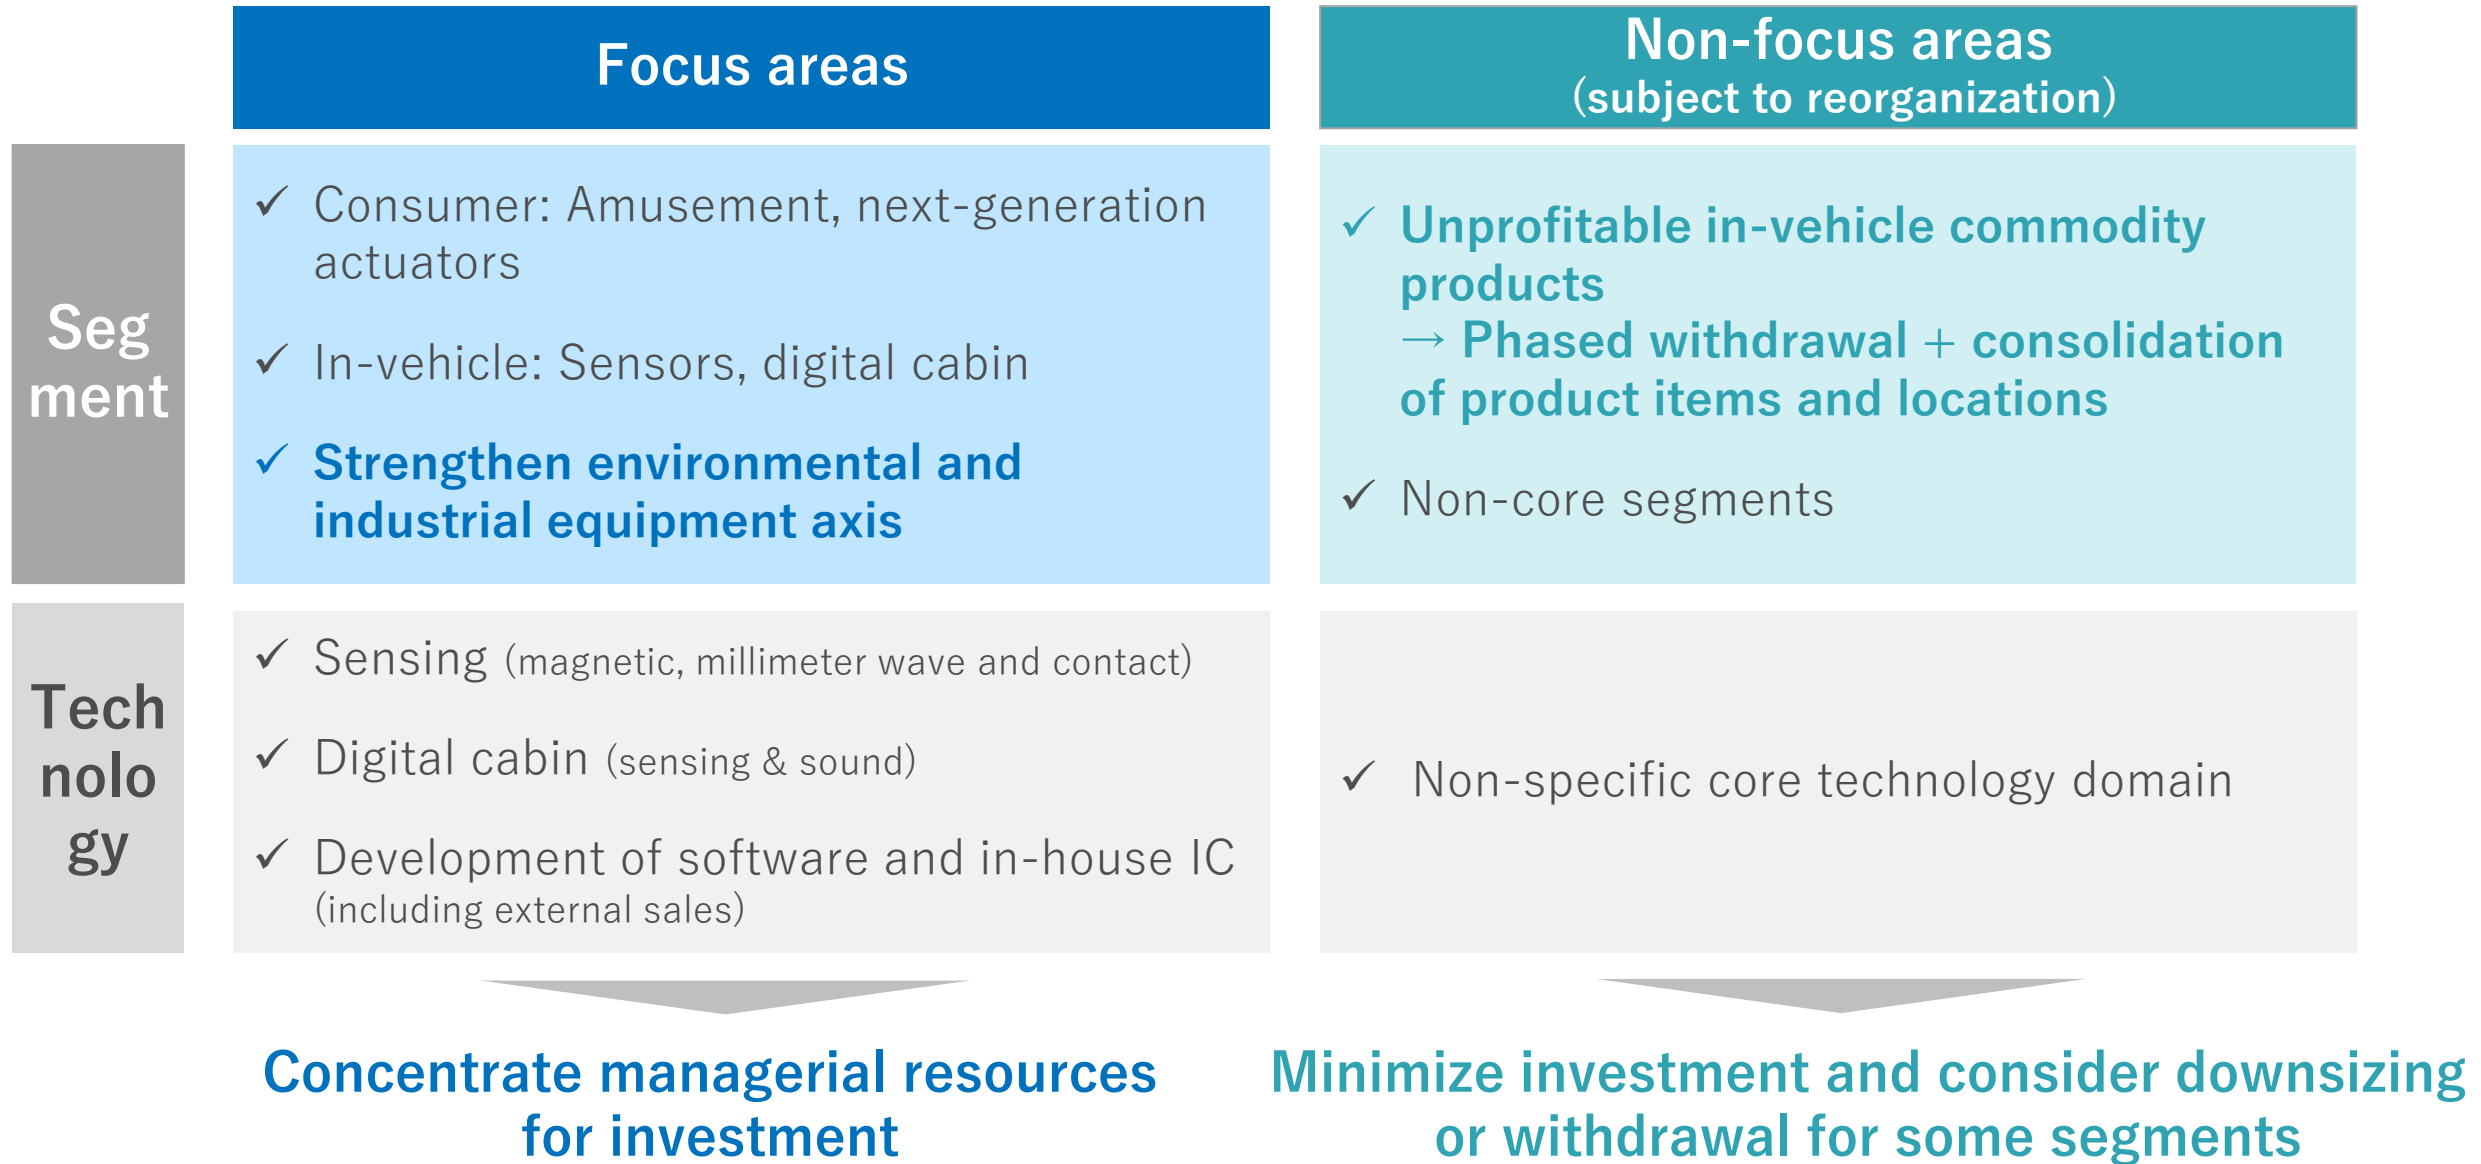 Focus areas
Non-focus areas
(subject to reorganization)
Seg
ment
✓ Consumer: Amusement, next-generation
actuators
✓ In-vehicle: Sensors, digital cabin
✓ Strengthen environmental and
industrial equipment axis
✓ Unprofitable in-vehicle commodity
products
→ Phased withdrawal + consolidation
of product items and locations
✓ Non-core segments
Tech
nolo
gy
✓ Sensing (magnetic, millimeter wave and contact)
✓ Digital cabin (sensing & sound)
✓ Development of software and in-house IC
(including external sales)
✓ Non-specific core technology domain
Concentrate managerial resources
for investment
Minimize investment and consider downsizing
or withdrawal for some segments